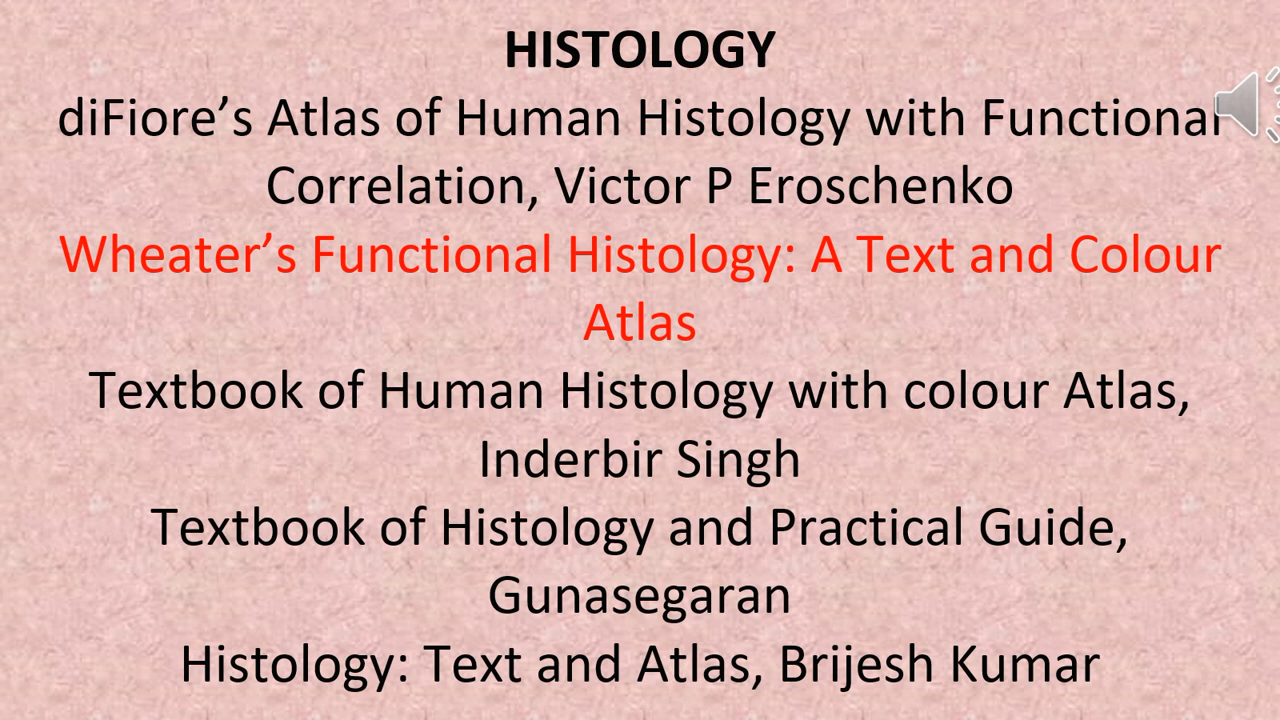 HISTOLOGY
diFiore’s Atlas of Human Histology with Functional
Correlation, Victor P Eroschenko
Wheater’s Functional Histology: A Text and Colour
Atlas
Textbook of Human Histology with colour Atlas,
Inderbir Singh
Textbook of Histology and Practical Guide,
Gunasegaran
Histology: Text and Atlas, Brijesh Kumar